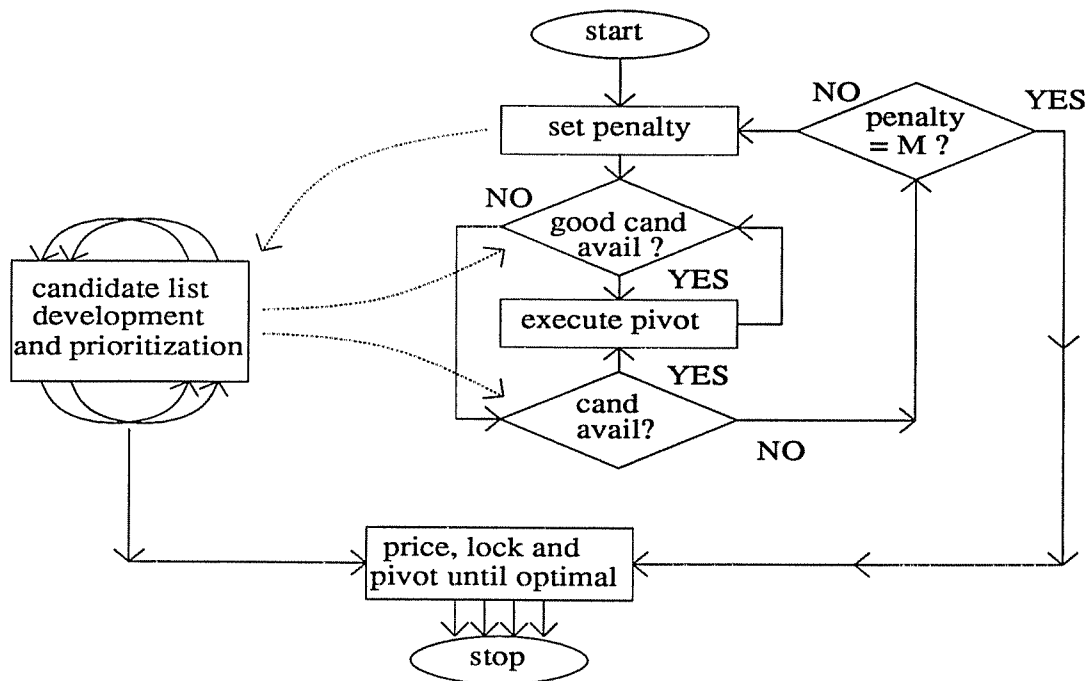 start
set penalty
NO
YES
penalty
= M ?
NO
good cand
avail ?
YES
execute pivot
candidate list
development
and prioritization
YES
cand
avail?
NO
price, lock and
pivot until optimal
stop